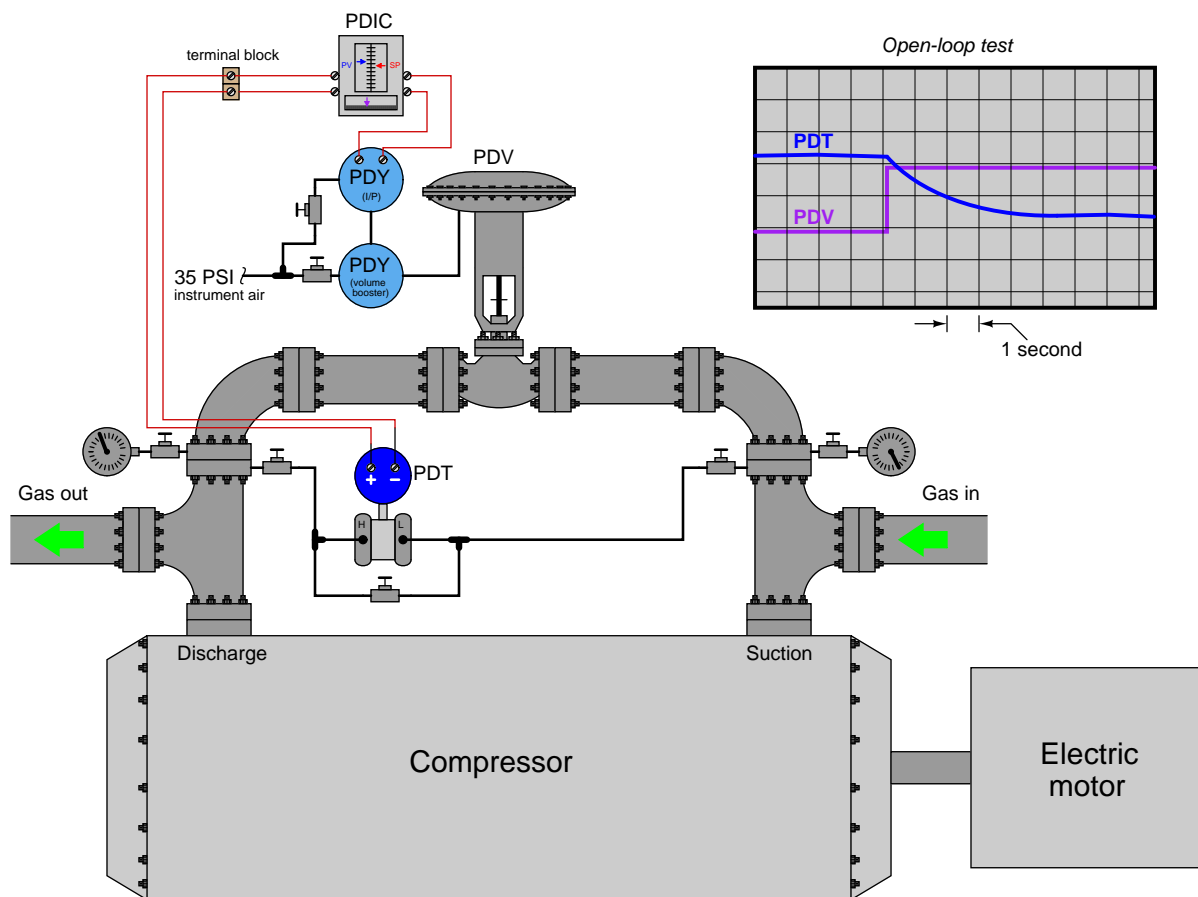 PDIC
Open-loop test
terminal block
PV
SP
PDT
PDV
PDY
(I/P)
PDV
35 PSI
instrument air
PDY
(volume
booster)
1 second
PDT
+ −
H L
Gas out
Gas in
Discharge
Suction
Compressor
Electric
motor